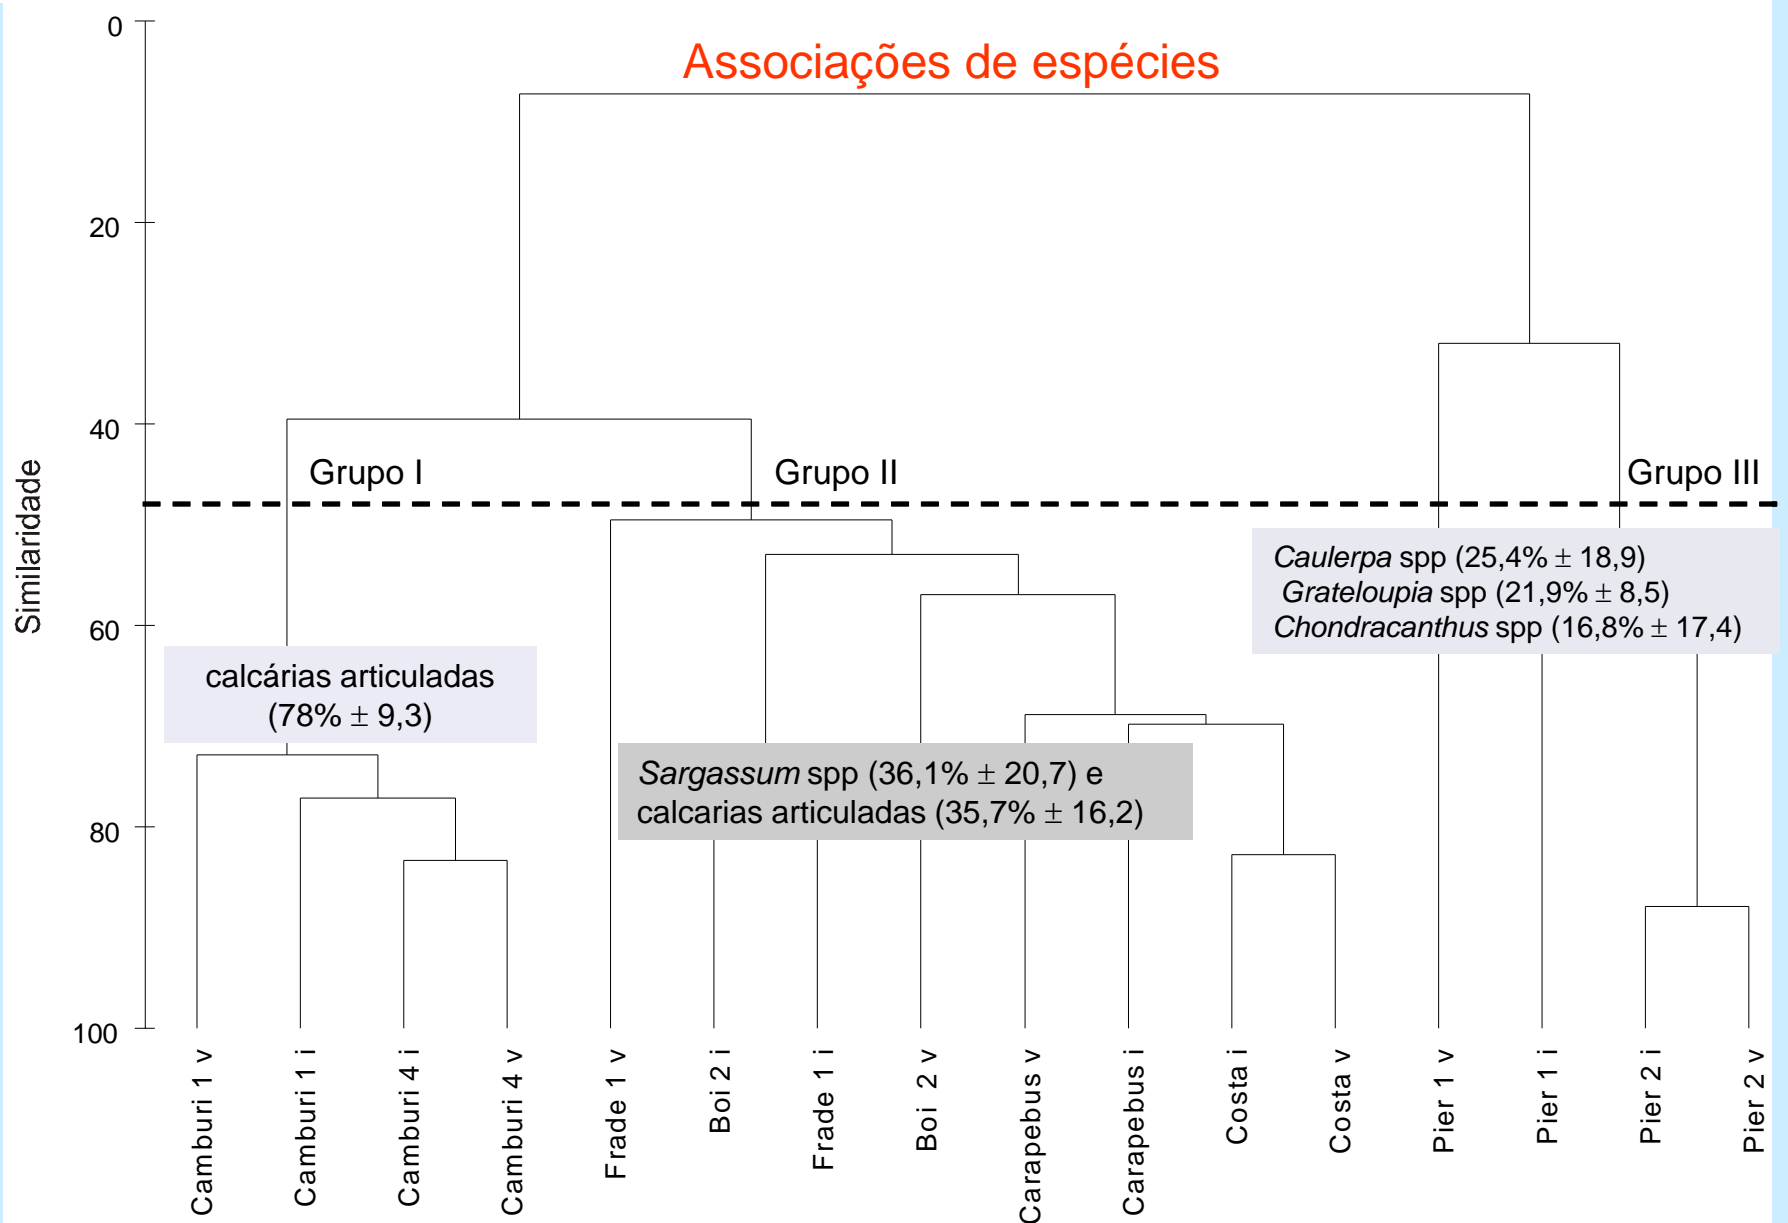 Associações de espécies
Similaridade
0
20
40
60
80
100
Grupo I
Grupo II
Grupo III
Caulerpa spp (25,4% ± 18,9)
Grateloupia spp (21,9% ± 8,5)
Chondracanthus spp (16,8% ± 17,4)
calcárias articuladas
(78% ± 9,3)
Sargassum spp (36,1% ± 20,7) e
calcarias articuladas (35,7% ± 16,2)
Camburi 1 v
Camburi 1 i
Camburi 4 i
Camburi 4 v
Frade 1 v
Boi 2 i
Frade 1 i
Boi 2 v
Carapebus v
Carapebus i
Costa i
Costa v
Pier 1 v
Pier 1 i
Pier 2 i
Pier 2 v